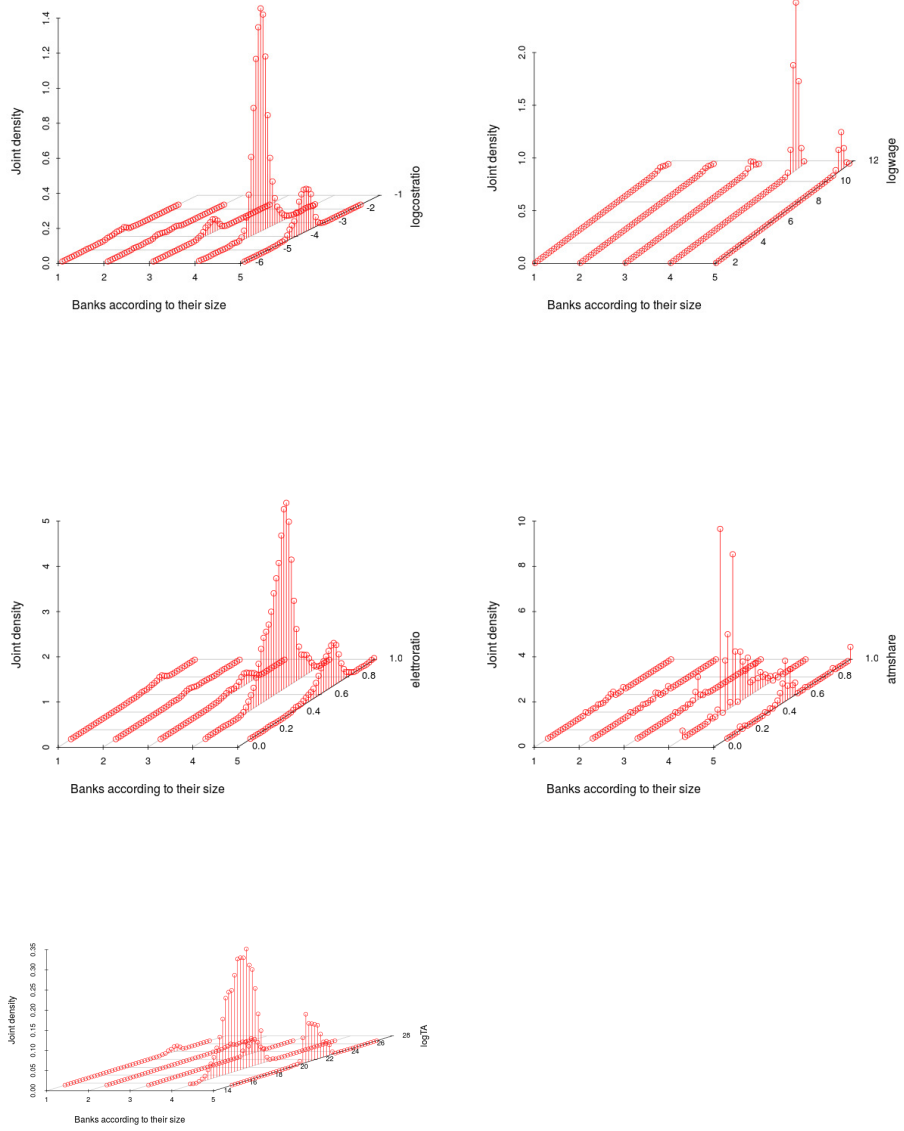 1.4
1.2
1.0
0.8
0.6
0.4
0.2
0.0
Joint density
1 2 3 4 5
Banks according to their size
-6 -5 -4 -3 -2 -1
logcostratio
2.0
1.5
1.0
0.5
0.0
Joint density
1 2 3 4 5
Banks according to their size
2 4 6 8 10 12
logwage
5
4
3
2
1
0
Joint density
1 2 3 4 5
Banks according to their size
0.0 0.2 0.4 0.6 0.8 1.0
elettroratio
10
8
6
4
2
0
Joint density
1 2 3 4 5
Banks according to their size
0.0 0.2 0.4 0.6 0.8 1.0
atmshare
0.35
0.30
0.25
0.20
0.15
0.10
0.05
0.00
Joint density
1 2 3 4 5
Banks according to their size
14 16 18 20 22 24 26 28
logTA